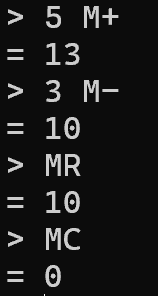 > 5 M+
= 13
> 3 M-
= 10
> MR
= 10
> MC
= 0